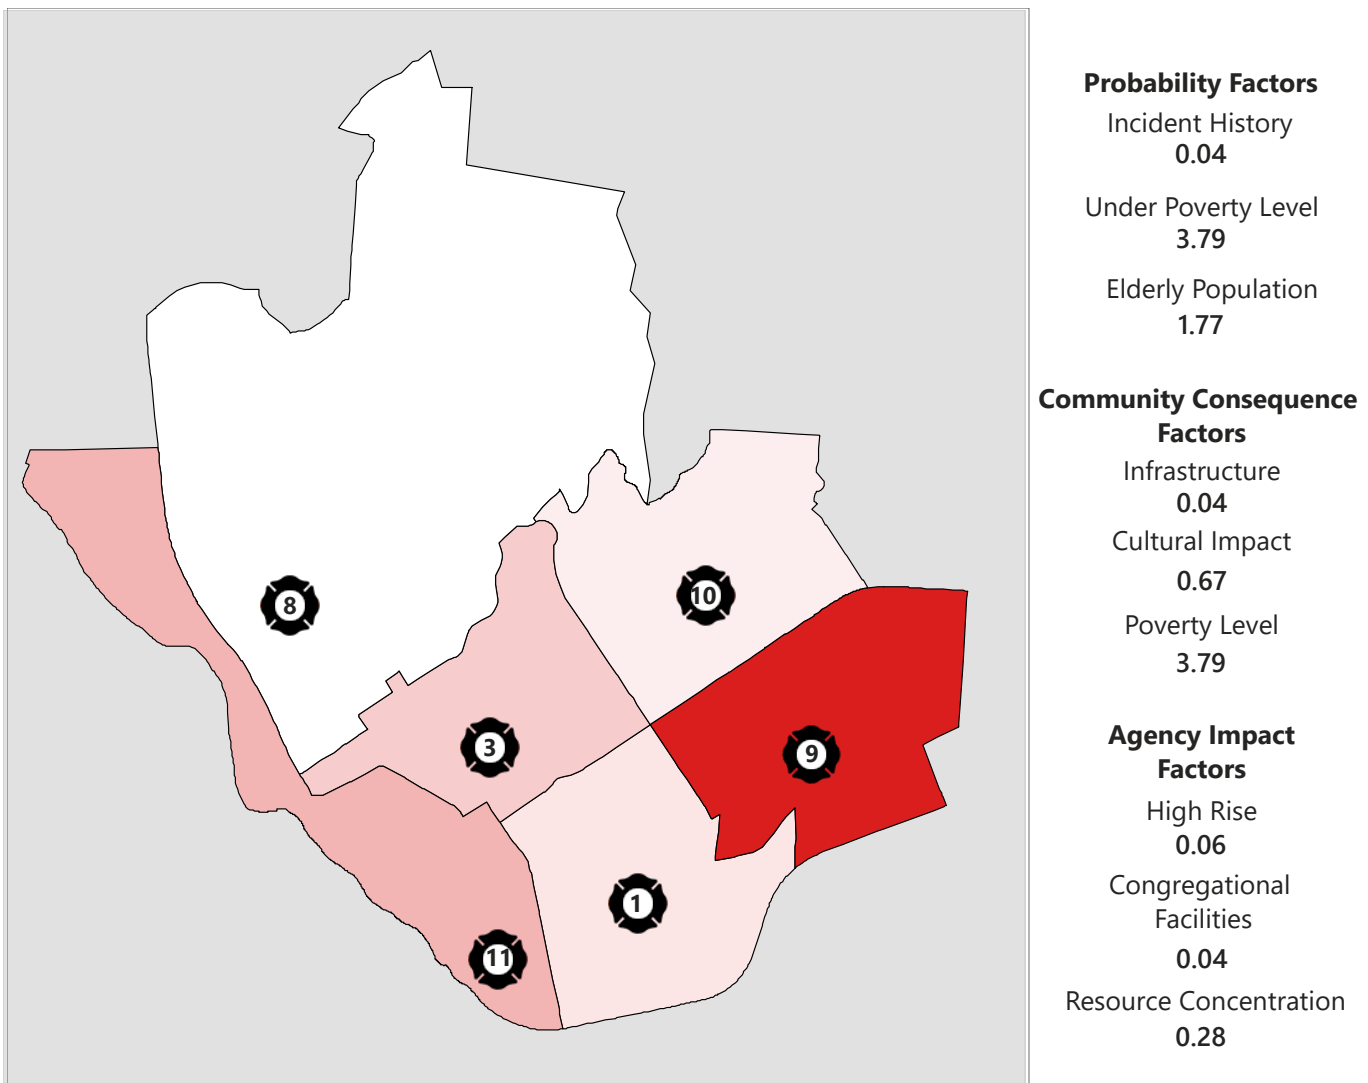 8
10
3
9
1
11
Probability Factors
Incident History
0.04
Under Poverty Level
3.79
Elderly Population
1.77
Community Consequence
Factors
Infrastructure
0.04
Cultural Impact
0.67
Poverty Level
3.79
Agency Impact
Factors
High Rise
0.06
Congregational
Facilities
0.04
Resource Concentration
0.28